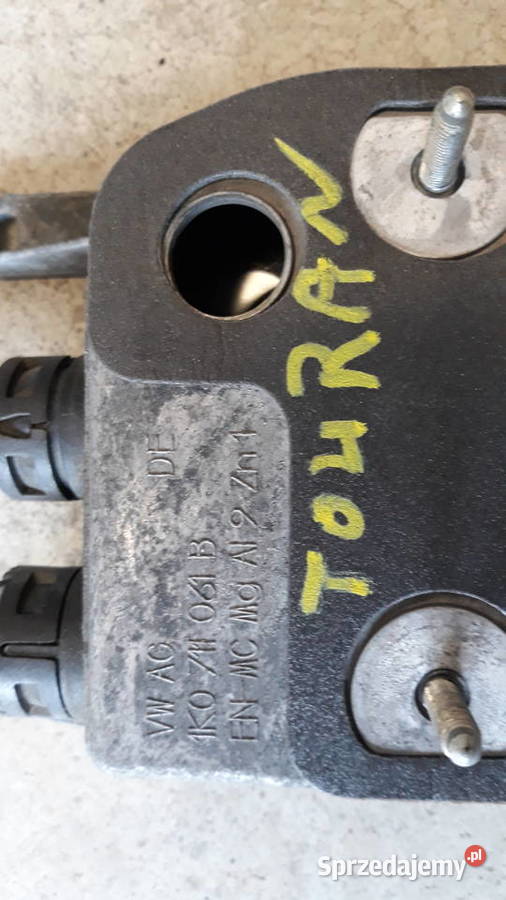 TOURAN
VW AG DE
1K0 711 061 B
EN-MC Mg Al 9 Zn 1
Sprzedajemy.pl